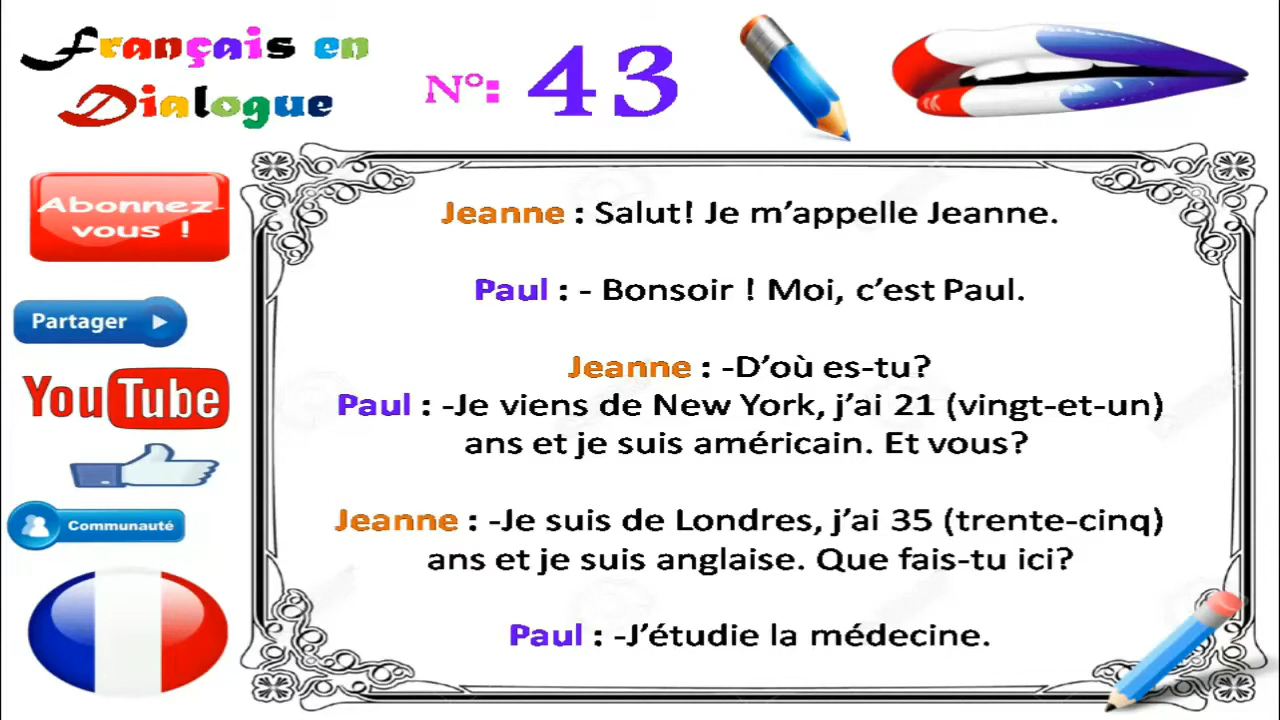 Français en
Dialogue
N°: 43
Abonnez-
vous !
Partager
YouTube
Communauté
Jeanne : Salut! Je m’appelle Jeanne.
Paul : - Bonsoir ! Moi, c’est Paul.
Jeanne : -D’où es-tu?
Paul : -Je viens de New York, j’ai 21 (vingt-et-un)
ans et je suis américain. Et vous?
Jeanne : -Je suis de Londres, j’ai 35 (trente-cinq)
ans et je suis anglaise. Que fais-tu ici?
Paul : -J’étudie la médecine.